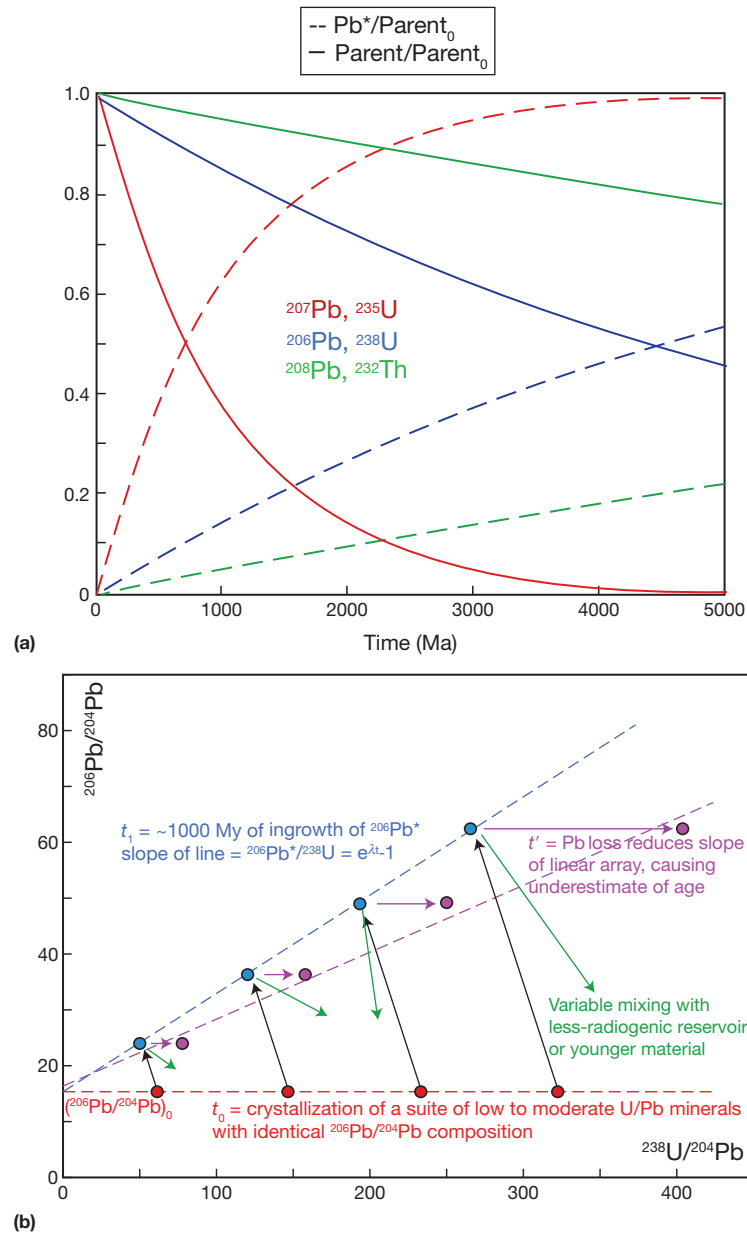 -- Pb*/Parent₀
— Parent/Parent₀
1.0
0.8
0.6
0.4
0.2
0
²⁰⁷Pb, ²³⁵U
²⁰⁶Pb, ²³⁸U
²⁰⁸Pb, ²³²Th
0 1000 2000 3000 4000 5000
Time (Ma)
(a)
²⁰⁶Pb/²⁰⁴Pb
80
60
40
20
0
t₁ = ~1000 My of ingrowth of ²⁰⁶Pb*
slope of line = ²⁰⁶Pb*/²³⁸U = e^λt-1
t' = Pb loss reduces slope
of linear array, causing
underestimate of age
Variable mixing with
less-radiogenic reservoir
or younger material
(²⁰⁶Pb/²⁰⁴Pb)₀
t₀ = crystallization of a suite of low to moderate U/Pb minerals
with identical ²⁰⁶Pb/²⁰⁴Pb composition
²³⁸U/²⁰⁴Pb
0 100 200 300 400
(b)